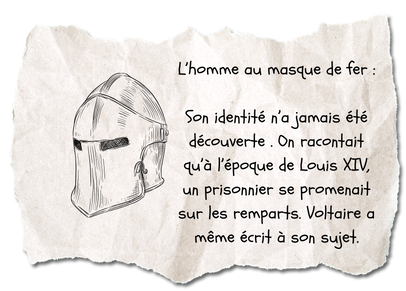 L'homme au masque de fer :
Son identité n'a jamais été
découverte . On racontait
qu'à l'époque de Louis XIV,
un prisonnier se promenait
sur les remparts. Voltaire a
même écrit à son sujet.